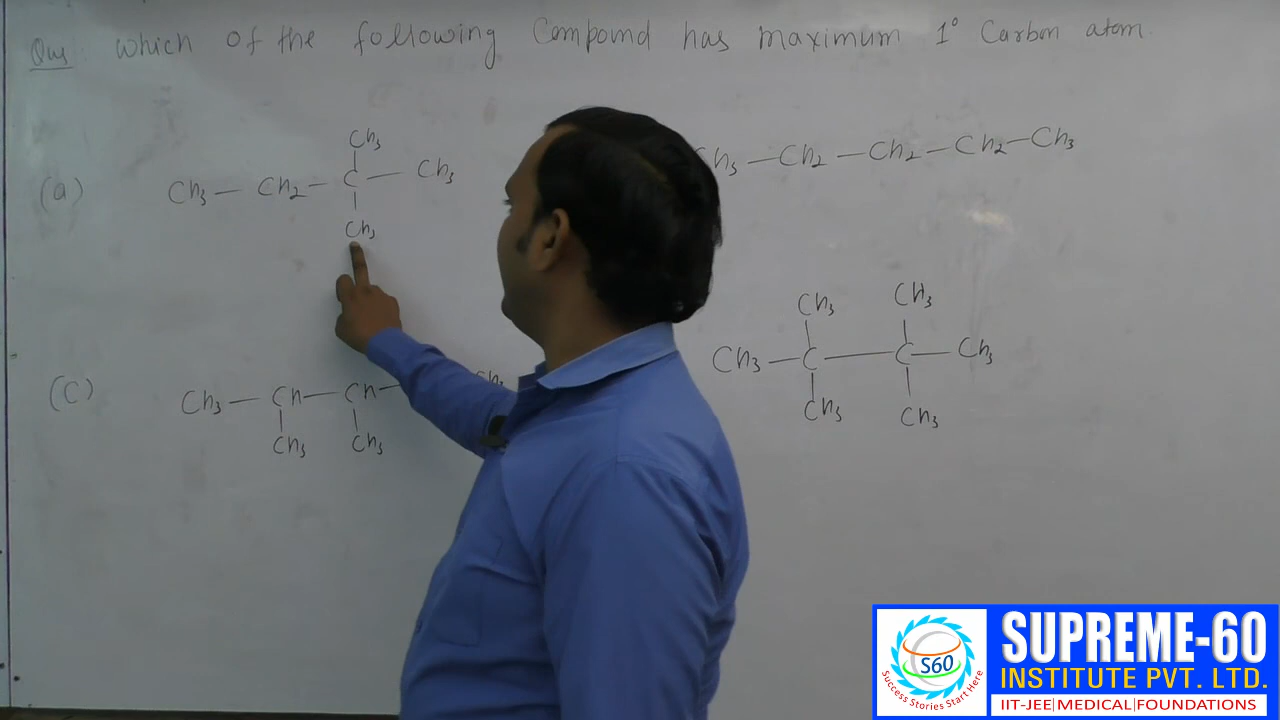 Qus which of the following Compound has maximum 1° Carbon atom
Ch3
(a) Ch3 — Ch2 — C — Ch3
Ch3
Ch3 — Ch2 — Ch2 — Ch2 — Ch3
(C) Ch3 — Ch — Ch — Ch3
Ch3 Ch3
Ch3 Ch3
Ch3 — C — C — Ch3
Ch3 Ch3
S60
Success Stories Start Here
SUPREME-60
INSTITUTE PVT. LTD.
IIT-JEE|MEDICAL|FOUNDATIONS